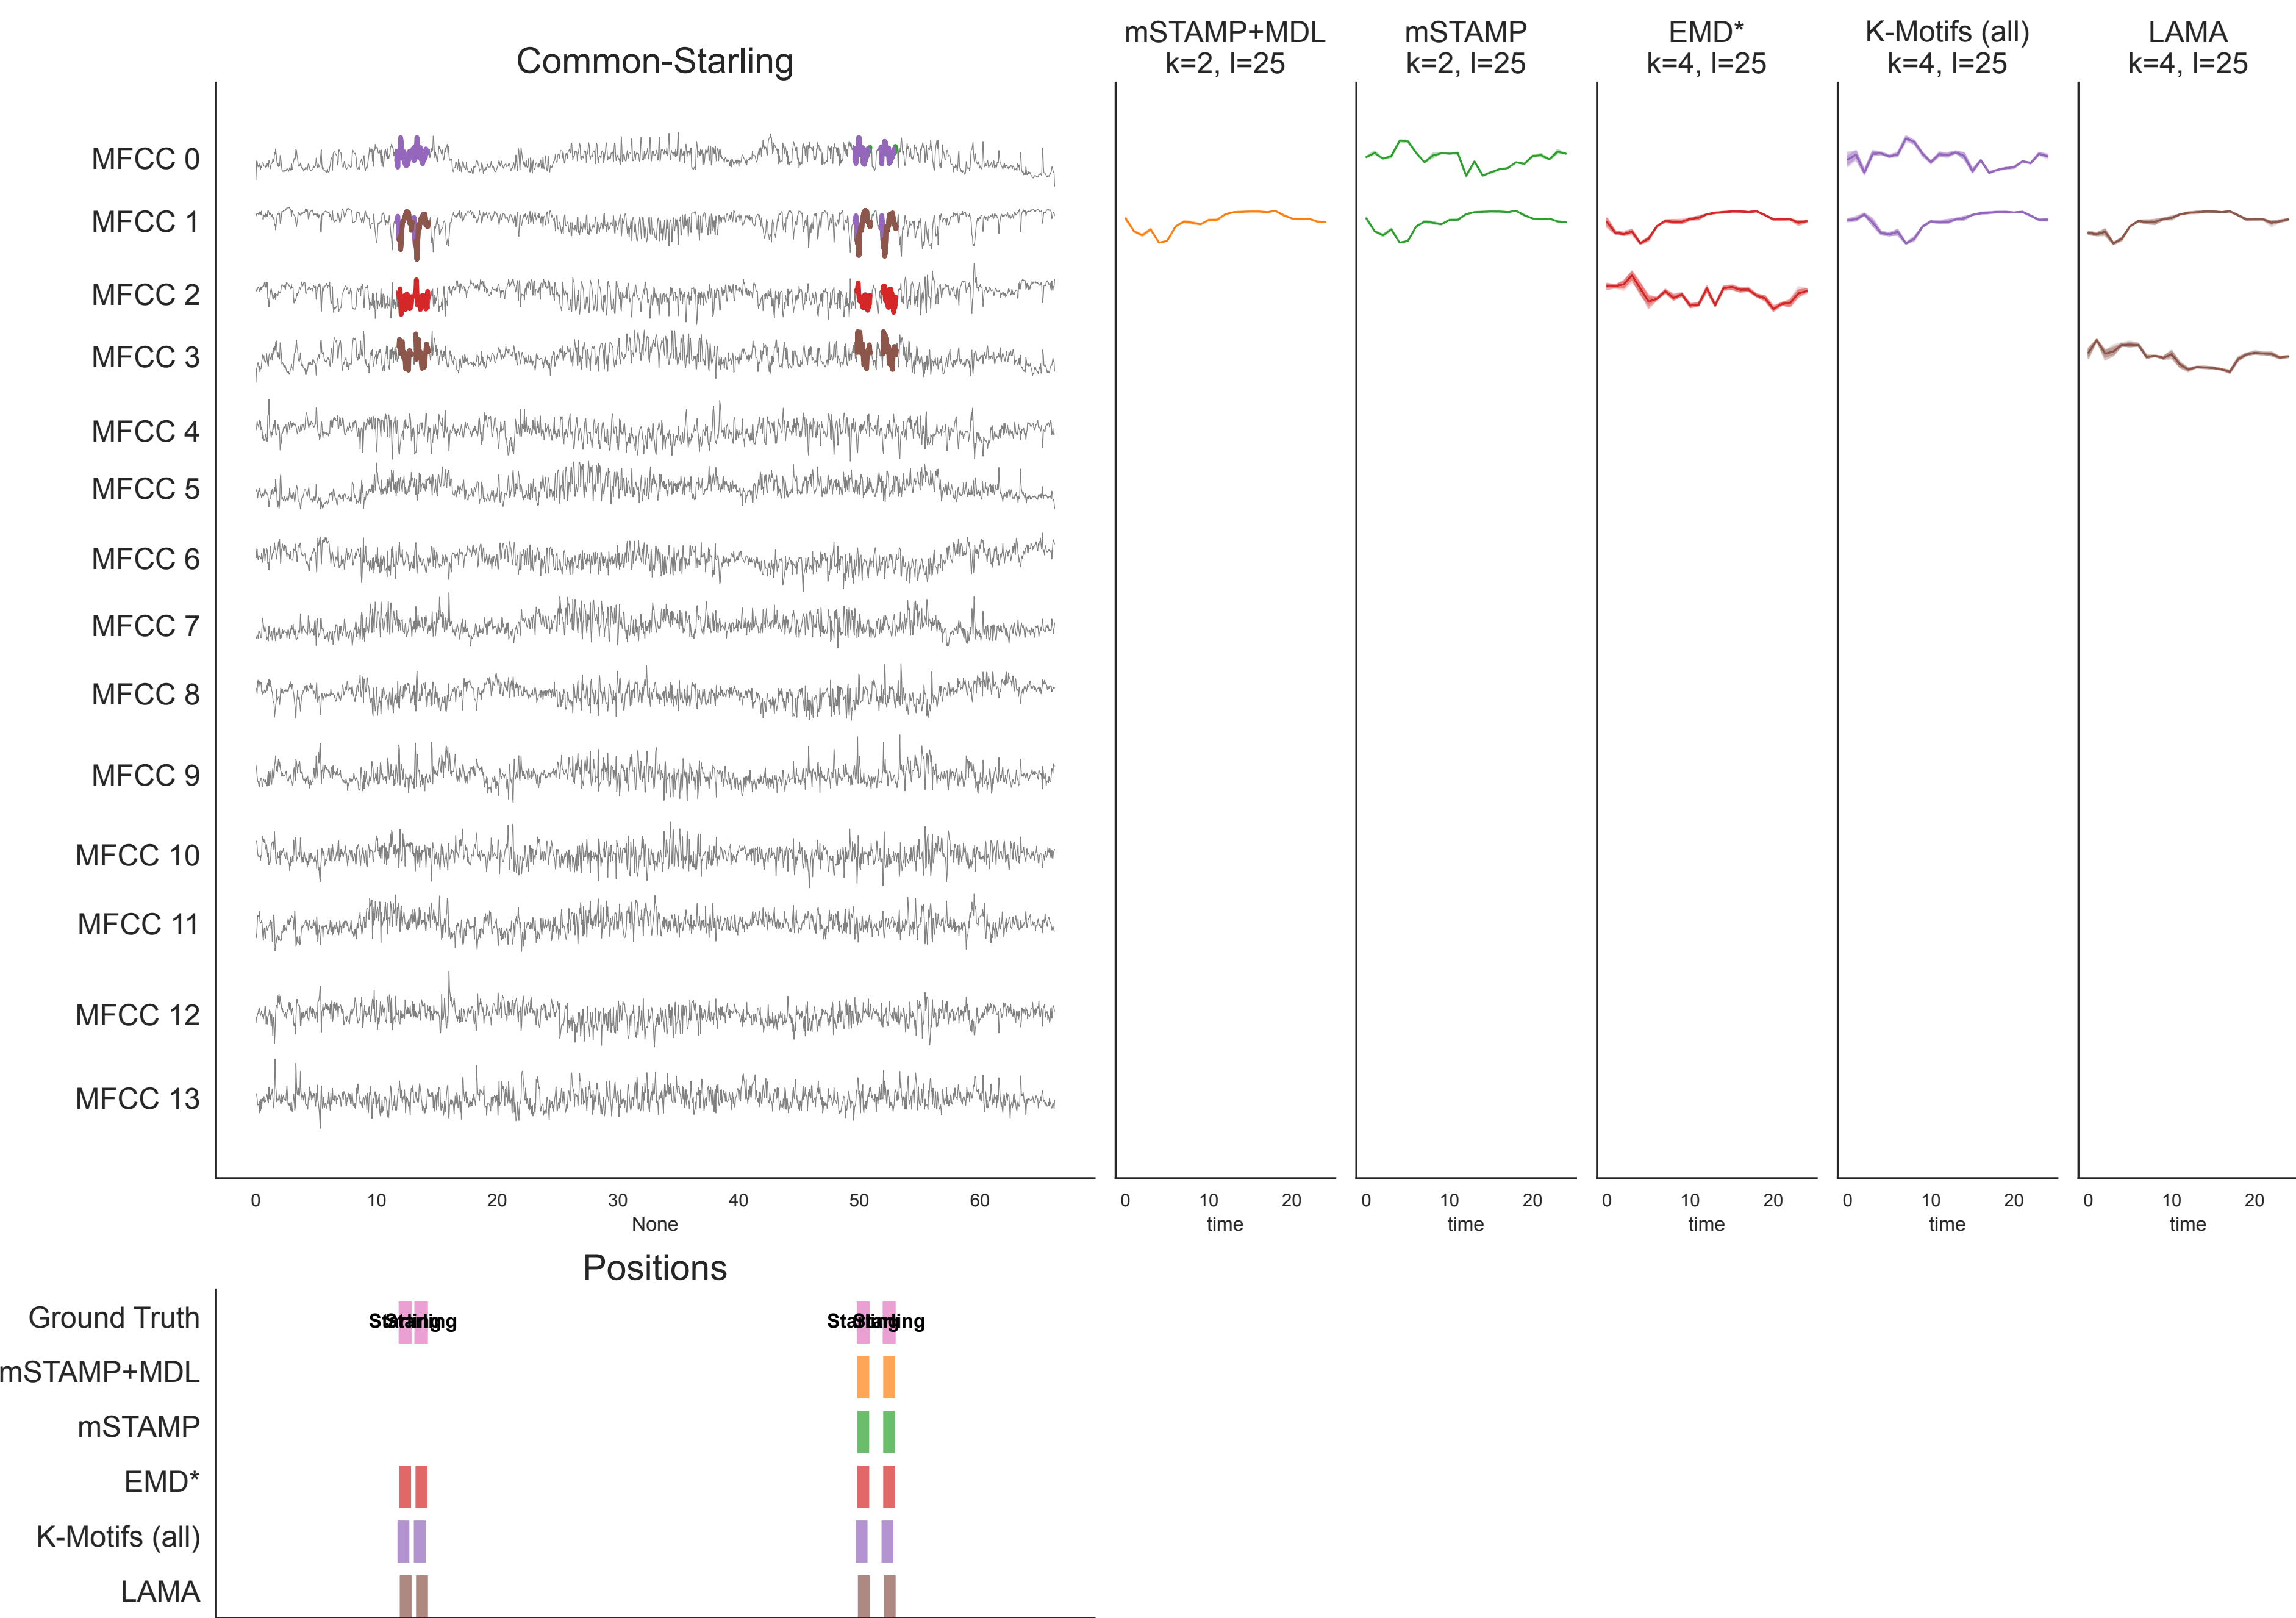 Common-Starling
mSTAMP+MDL
k=2, l=25
mSTAMP
k=2, l=25
EMD*
k=4, l=25
K-Motifs (all)
k=4, l=25
LAMA
k=4, l=25
MFCC 0
MFCC 1
MFCC 2
MFCC 3
MFCC 4
MFCC 5
MFCC 6
MFCC 7
MFCC 8
MFCC 9
MFCC 10
MFCC 11
MFCC 12
MFCC 13
0 10 20 30 40 50 60
None
0 10 20
time
0 10 20
time
0 10 20
time
0 10 20
time
0 10 20
time
Positions
Ground Truth
Starling Starling Starling Starling
mSTAMP+MDL
mSTAMP
EMD*
K-Motifs (all)
LAMA